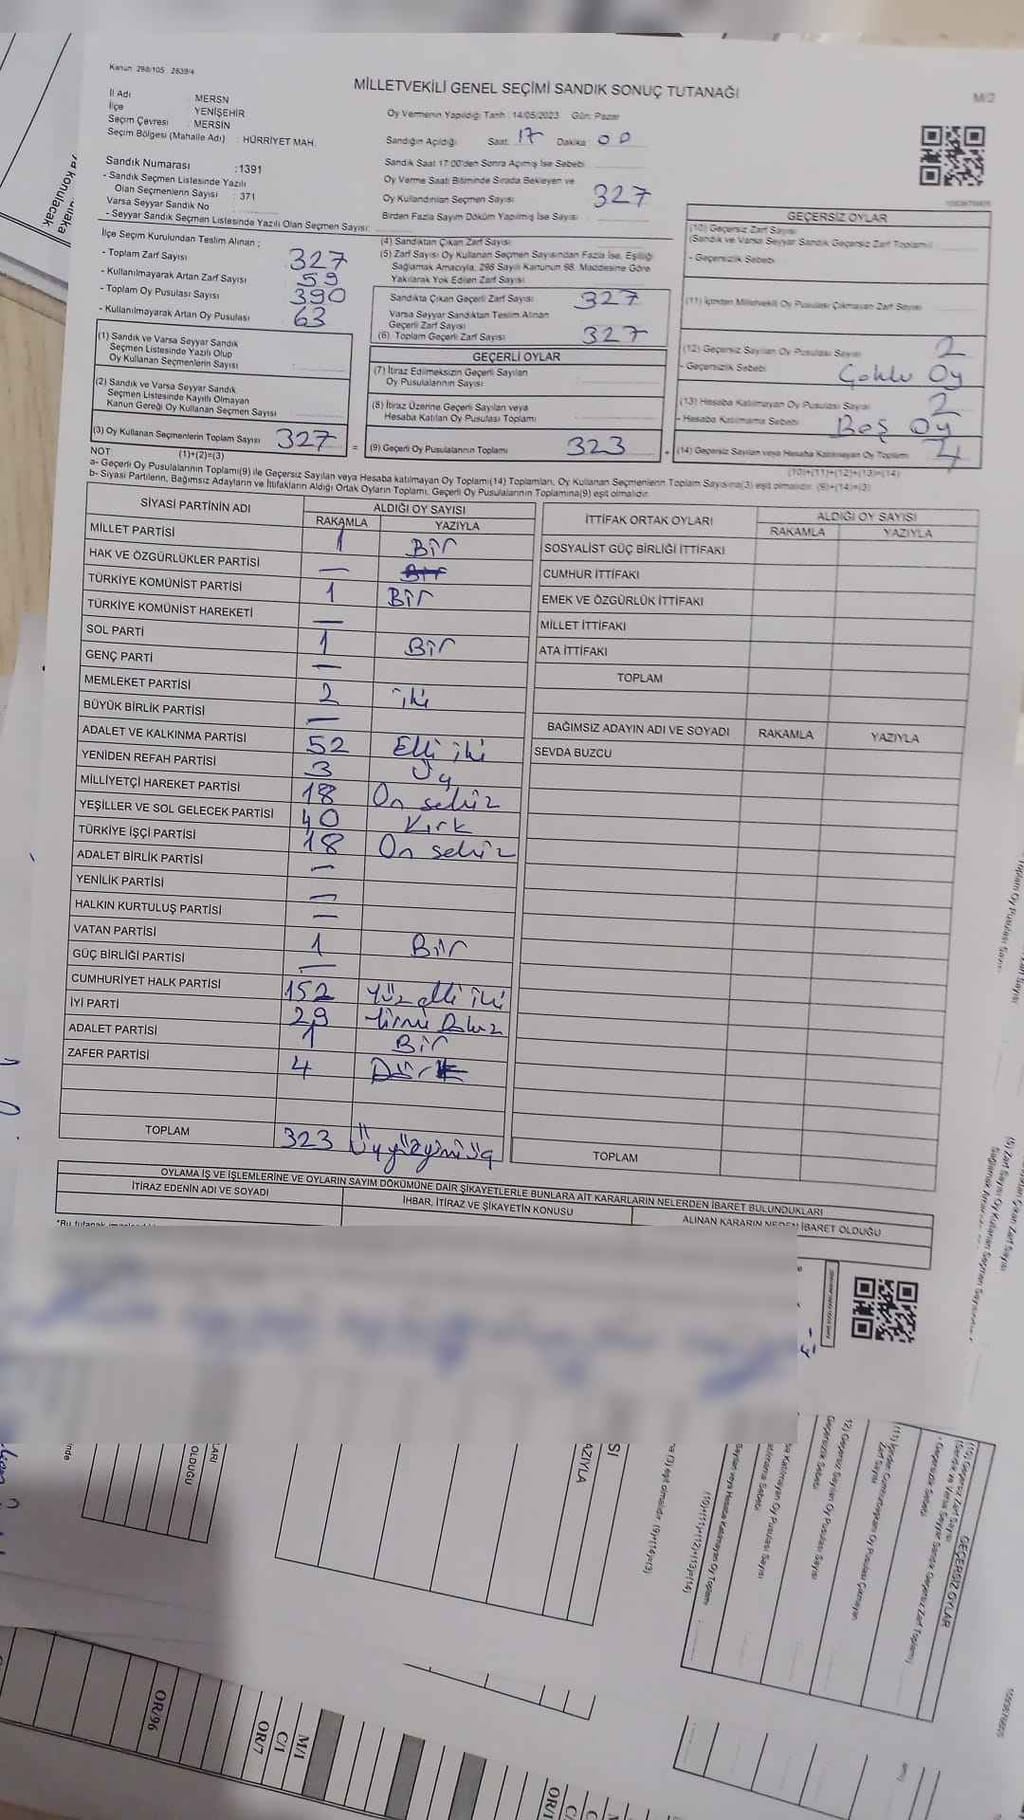 Kanun 298/105 2839/4
MİLLETVEKİLİ GENEL SEÇİMİ SANDIK SONUÇ TUTANAĞI
M/2
İl Adı : MERSN
İlçe YENİŞEHİR
Seçim Çevresi : MERSİN
Seçim Bölgesi (Mahalle Adı) : HÜRRİYET MAH.
Sandık Numarası :1391
- Sandık Seçmen Listesinde Yazılı
Olan Seçmenlerin Sayısı : 371
Varsa Seyyar Sandık No
- Seyyar Sandık Seçmen Listesinde Yazılı Olan Seçmen Sayısı:
Oy Vermenin Yapıldığı Tarih : 14/05/2023 Gün: Pazar
Sandığın Açıldığı Saat: 17 Dakika: 00
Sandık Saat 17:00'den Sonra Açımış İse Sebebi
Oy Verme Saati Bitiminde Sırada Bekleyen ve
Oy Kullandırılan Seçmen Sayısı 327
Birden Fazla Sayım Döküm Yapılmış İse Sayısı
İlçe Seçim Kurulundan Teslim Alınan ;
- Toplam Zarf Sayısı 327
- Kullanılmayarak Artan Zarf Sayısı 59
- Toplam Oy Pusulası Sayısı 390
- Kullanılmayarak Artan Oy Pusulası 63
(1) Sandık ve Varsa Seyyar Sandık
Seçmen Listesinde Yazılı Olup
Oy Kullanan Seçmenlerin Sayısı
(2) Sandık ve Varsa Seyyar Sandık
Seçmen Listesinde Kayıtlı Olmayan
Kanun Gereği Oy Kullanan Seçmen Sayısı
(3) Oy Kullanan Seçmenlerin Toplam Sayısı 327
(1)+(2)=(3)
(4) Sandıktan Çıkan Zarf Sayısı
(5) Zarf Sayısı Oy Kullanan Seçmen Sayısından Fazla İse, Eşitliği
Sağlamak Amacıyla, 298 Sayılı Kanunun 98. Maddesine Göre
Yakılarak Yok Edilen Zarf Sayısı
Sandıkta Çıkan Geçerli Zarf Sayısı 327
Varsa Seyyar Sandıktan Teslim Alınan
Geçerli Zarf Sayısı
(6) Toplam Geçerli Zarf Sayısı 327
GEÇERLİ OYLAR
(7) İtiraz Edilmeksizin Geçerli Sayılan
Oy Pusulalarının Sayısı
(8) İtiraz Üzerine Geçerli Sayılan veya
Hesaba Katılan Oy Pusulası Toplamı
= (9) Geçerli Oy Pusulalarının Toplamı 323 +
GEÇERSİZ OYLAR
(10) Geçersiz Zarf Sayısı
(Sandık ve Varsa Seyyar Sandık Geçersiz Zarf Toplamı)
- Geçersizlik Sebebi
(11) İçinden Milletvekili Oy Pusulası Çıkmayan Zarf Sayısı
(12) Geçersiz Sayılan Oy Pusulası Sayısı 2
- Geçersizlik Sebebi Çoklu Oy
(13) Hesaba Katılmayan Oy Pusulası Sayısı 2
- Hesaba Katılmama Sebebi Boş Oy
(14) Geçersiz Sayılan veya Hesaba Katılmayan Oy Toplamı 4
(10)+(11)+(12)+(13)=(14)
NOT
a- Geçerli Oy Pusulalarının Toplamı(9) ile Geçersiz Sayılan veya Hesaba katılmayan Oy Toplamı(14) Toplamları, Oy Kullanan Seçmenlerin Toplam Sayısına(3) eşit olmalıdır. (9)+(14)=(3)
b- Siyasi Partilerin, Bağımsız Adayların ve İttifakların Aldığı Ortak Oyların Toplamı, Geçerli Oy Pusulalarının Toplamına(9) eşit olmalıdır.
SİYASİ PARTİNİN ADI
ALDIĞI OY SAYISI
RAKAMLA YAZIYLA
MİLLET PARTİSİ 1 Bir
HAK VE ÖZGÜRLÜKLER PARTİSİ — Bir
TÜRKİYE KOMÜNİST PARTİSİ 1 Bir
TÜRKİYE KOMÜNİST HAREKETİ —
SOL PARTİ 1 Bir
GENÇ PARTİ —
MEMLEKET PARTİSİ 2 iki
BÜYÜK BİRLİK PARTİSİ —
ADALET VE KALKINMA PARTİSİ 52 Elli iki
YENİDEN REFAH PARTİSİ 3 Üç
MİLLİYETÇİ HAREKET PARTİSİ 18 On sekiz
YEŞİLLER VE SOL GELECEK PARTİSİ 40 Kırk
TÜRKİYE İŞÇİ PARTİSİ 18 On sekiz
ADALET BİRLİK PARTİSİ —
YENİLİK PARTİSİ —
HALKIN KURTULUŞ PARTİSİ —
VATAN PARTİSİ 1 Bir
GÜÇ BİRLİĞİ PARTİSİ —
CUMHURİYET HALK PARTİSİ 152 Yüz elli iki
İYİ PARTİ 29 Yirmi Dokuz
ADALET PARTİSİ 1 Bir
ZAFER PARTİSİ 4 Dört
TOPLAM 323 Üçyüzyirmiüç
İTTİFAK ORTAK OYLARI
ALDIĞI OY SAYISI
RAKAMLA YAZIYLA
SOSYALİST GÜÇ BİRLİĞİ İTTİFAKI
CUMHUR İTTİFAKI
EMEK VE ÖZGÜRLÜK İTTİFAKI
MİLLET İTTİFAKI
ATA İTTİFAKI
TOPLAM
BAĞIMSIZ ADAYIN ADI VE SOYADI RAKAMLA YAZIYLA
SEVDA BUZCU
TOPLAM
OYLAMA İŞ VE İŞLEMLERİNE VE OYLARIN SAYIM DÖKÜMÜNE DAİR ŞİKAYETLERLE BUNLARA AİT KARARLARIN NELERDEN İBARET BULUNDUKLARI
İTİRAZ EDENİN ADI VE SOYADI
İHBAR, İTİRAZ VE ŞİKAYETİN KONUSU
ALINAN KARARIN NEDEN İBARET OLDUĞU
OLDUĞU
AZIYLA
GEÇERSİZ OYLAR
(10) Geçersiz Zarf Sayısı
- Geçersizlik Sebebi
Zarf Sayısı
(10)+(11)+(12)+(13)=(14)
OR/96
OR/7
C/1
M/1